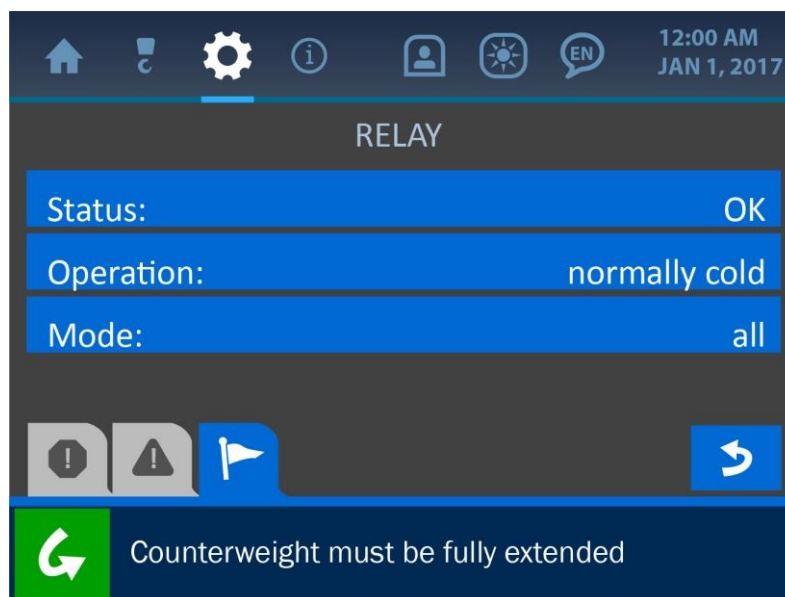 EN
12:00 AM
JAN 1, 2017
RELAY
Status: OK
Operation: normally cold
Mode: all
Counterweight must be fully extended